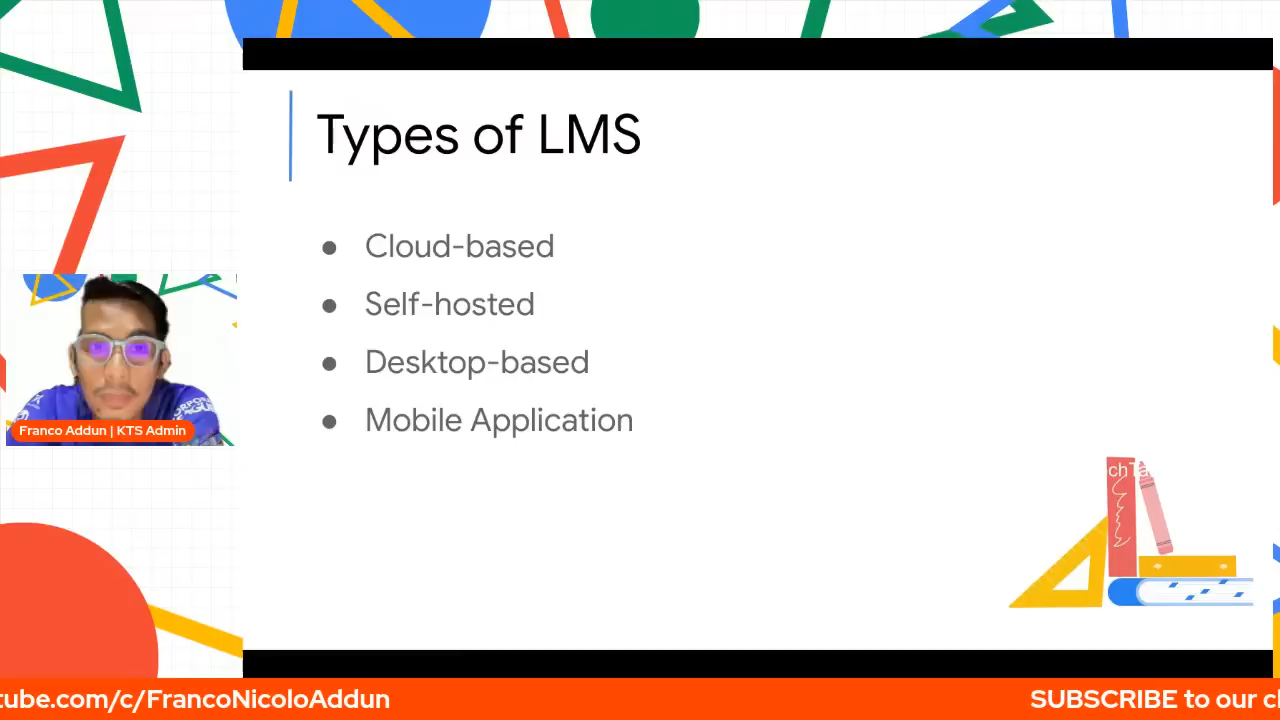 Types of LMS
● Cloud-based
● Self-hosted
● Desktop-based
● Mobile Application
Franco Addun | KTS Admin
tube.com/c/FrancoNicoloAddun
SUBSCRIBE to our